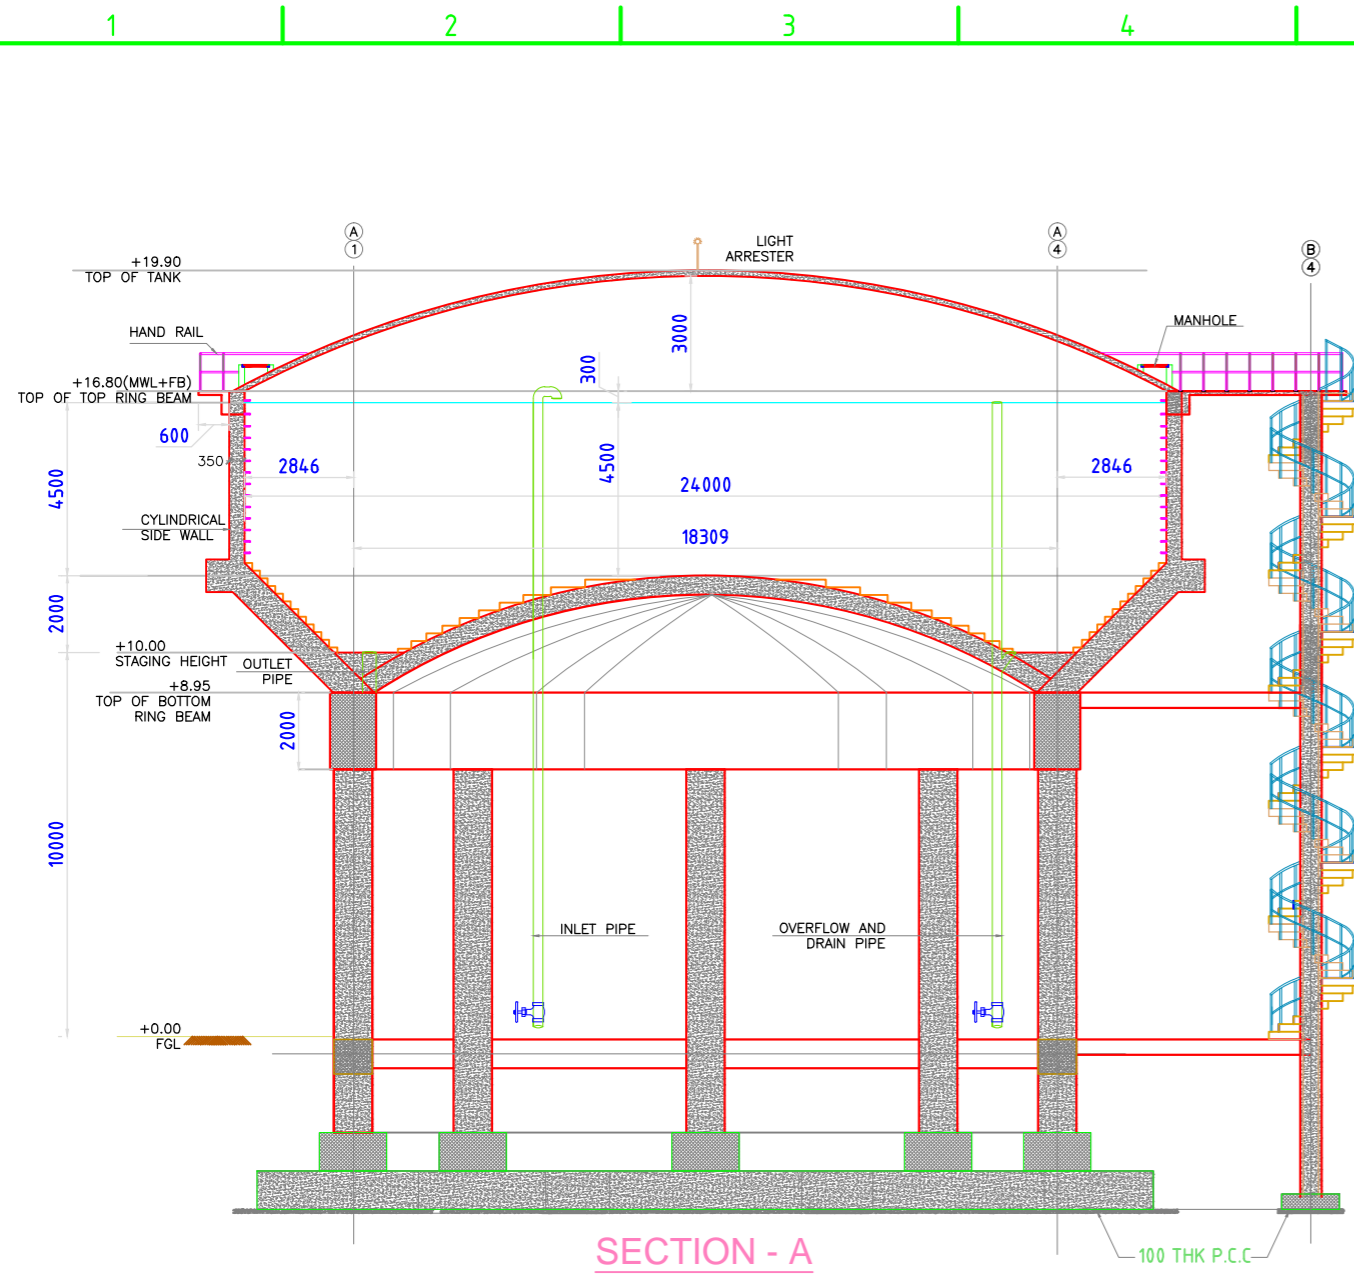 1 2 3 4
A A
1 4
B
4
LIGHT
ARRESTER
+19.90
TOP OF TANK
MANHOLE
HAND RAIL
3000
300
+16.80(MWL+FB)
TOP OF TOP RING BEAM
600
350
2846
4500
2846
24000
4500
CYLINDRICAL
SIDE WALL
18309
2000
+10.00
STAGING HEIGHT
OUTLET
PIPE
+8.95
TOP OF BOTTOM
RING BEAM
2000
10000
INLET PIPE
OVERFLOW AND
DRAIN PIPE
+0.00
FGL
SECTION - A
100 THK P.C.C